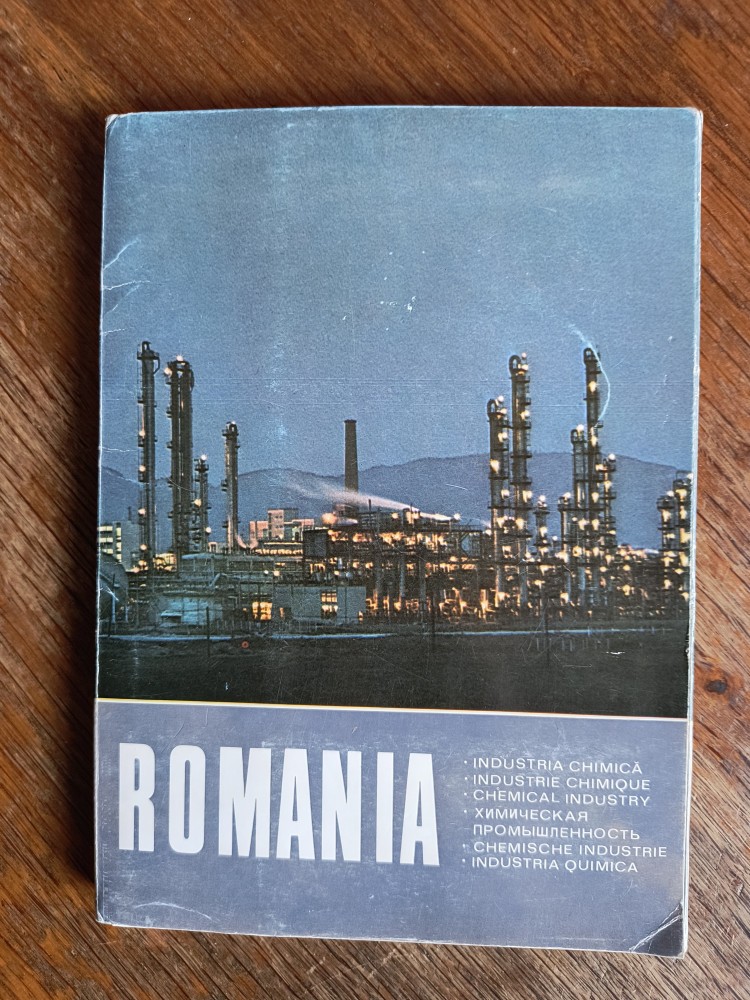 ROMANIA
• INDUSTRIA CHIMICĂ
• INDUSTRIE CHIMIQUE
• CHEMICAL INDUSTRY
• ХИМИЧЕСКАЯ
ПРОМЫШЛЕННОСТЬ
• CHEMISCHE INDUSTRIE
• INDUSTRIA QUIMICA